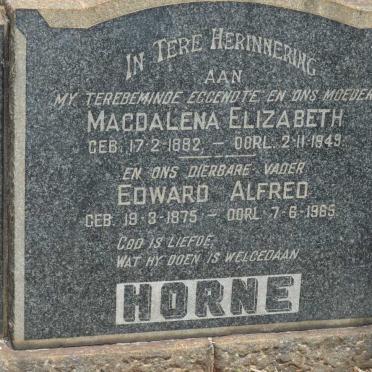 IN TERE HERINNERING
AAN
MY TEREBEMINDE EGGENOTE EN ONS MOEDER
MAGDALENA ELIZABETH
GEB. 17-2-1882 — OORL. 2-11-1949
EN ONS DIERBARE VADER
EDWARD ALFRED
GEB. 19-3-1875 — OORL. 7-6-1965
GOD IS LIEFDE,
WAT HY DOEN IS WELGEDAAN.
HORNE